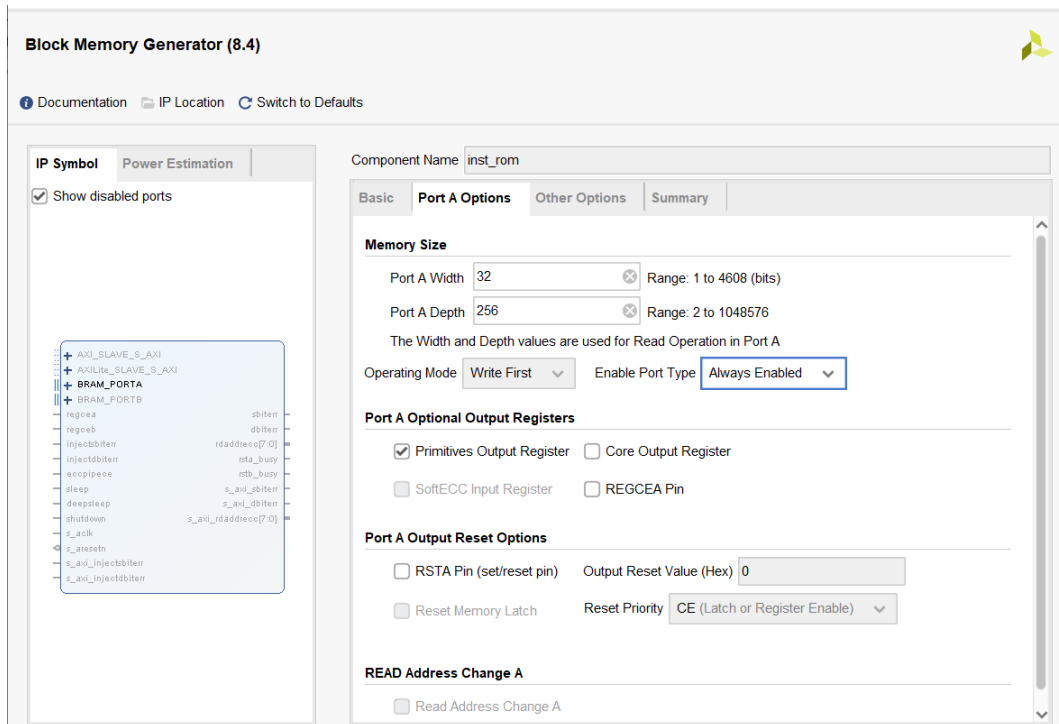 Block Memory Generator (8.4)
Documentation IP Location Switch to Defaults
IP Symbol Power Estimation
Show disabled ports
AXI_SLAVE_S_AXI
AXILite_SLAVE_S_AXI
BRAM_PORTA
BRAM_PORTB
regcea sbiterr
regceb dbiterr
injectsbiterr rdaddrecc[7:0]
injectdbiterr rsta_busy
eccpipece rstb_busy
sleep s_axi_sbiterr
deepsleep s_axi_dbiterr
shutdown s_axi_rdaddrecc[7:0]
s_aclk
s_aresetn
s_axi_injectsbiterr
s_axi_injectdbiterr
Component Name inst_rom
Basic Port A Options Other Options Summary
Memory Size
Port A Width 32 Range: 1 to 4608 (bits)
Port A Depth 256 Range: 2 to 1048576
The Width and Depth values are used for Read Operation in Port A
Operating Mode Write First Enable Port Type Always Enabled
Port A Optional Output Registers
Primitives Output Register Core Output Register
SoftECC Input Register REGCEA Pin
Port A Output Reset Options
RSTA Pin (set/reset pin) Output Reset Value (Hex) 0
Reset Memory Latch Reset Priority CE (Latch or Register Enable)
READ Address Change A
Read Address Change A